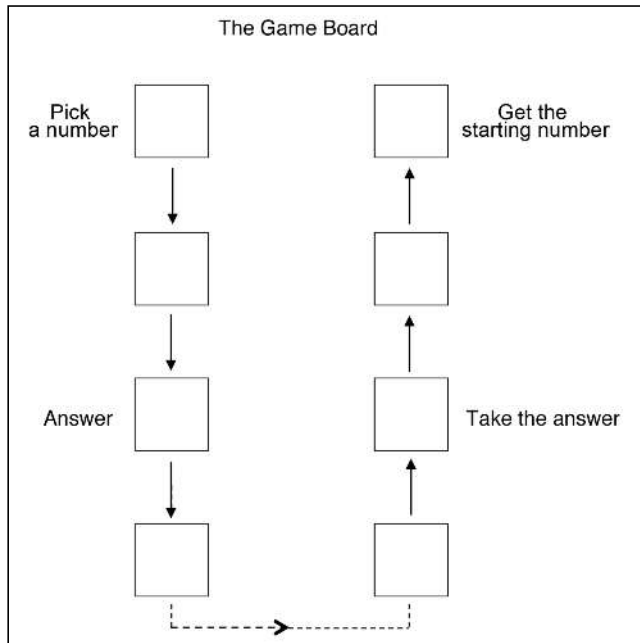 The Game Board
Pick
a number
Get the
starting number
Answer
Take the answer